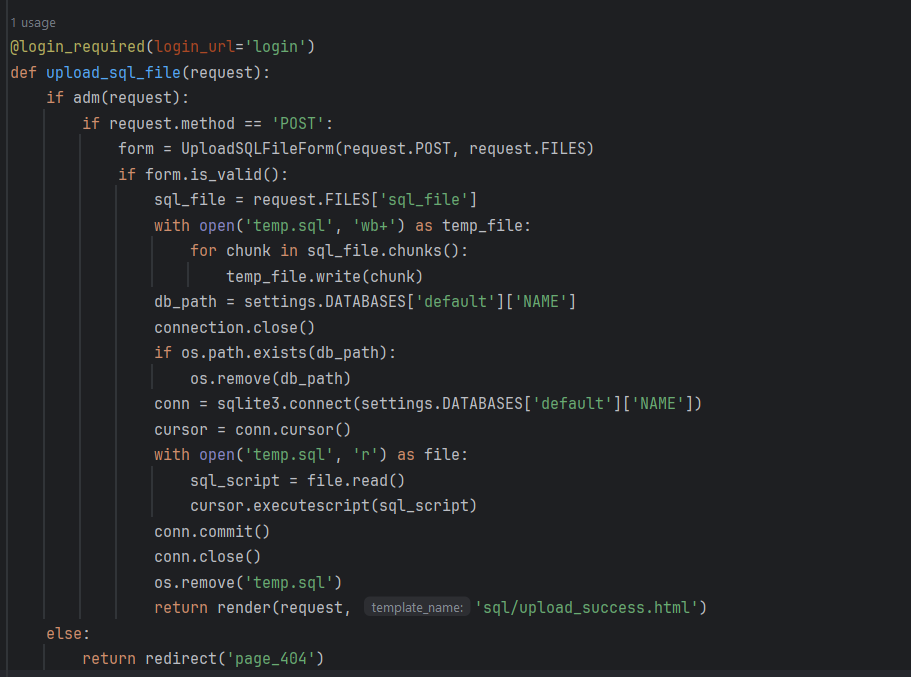 1 usage
@login_required(login_url='login')
def upload_sql_file(request):
    if adm(request):
        if request.method == 'POST':
            form = UploadSQLFileForm(request.POST, request.FILES)
            if form.is_valid():
                sql_file = request.FILES['sql_file']
                with open('temp.sql', 'wb+') as temp_file:
                    for chunk in sql_file.chunks():
                        temp_file.write(chunk)
                db_path = settings.DATABASES['default']['NAME']
                connection.close()
                if os.path.exists(db_path):
                    os.remove(db_path)
                conn = sqlite3.connect(settings.DATABASES['default']['NAME'])
                cursor = conn.cursor()
                with open('temp.sql', 'r') as file:
                    sql_script = file.read()
                    cursor.executescript(sql_script)
                conn.commit()
                conn.close()
                os.remove('temp.sql')
                return render(request, template_name: 'sql/upload_success.html')
    else:
        return redirect('page_404')